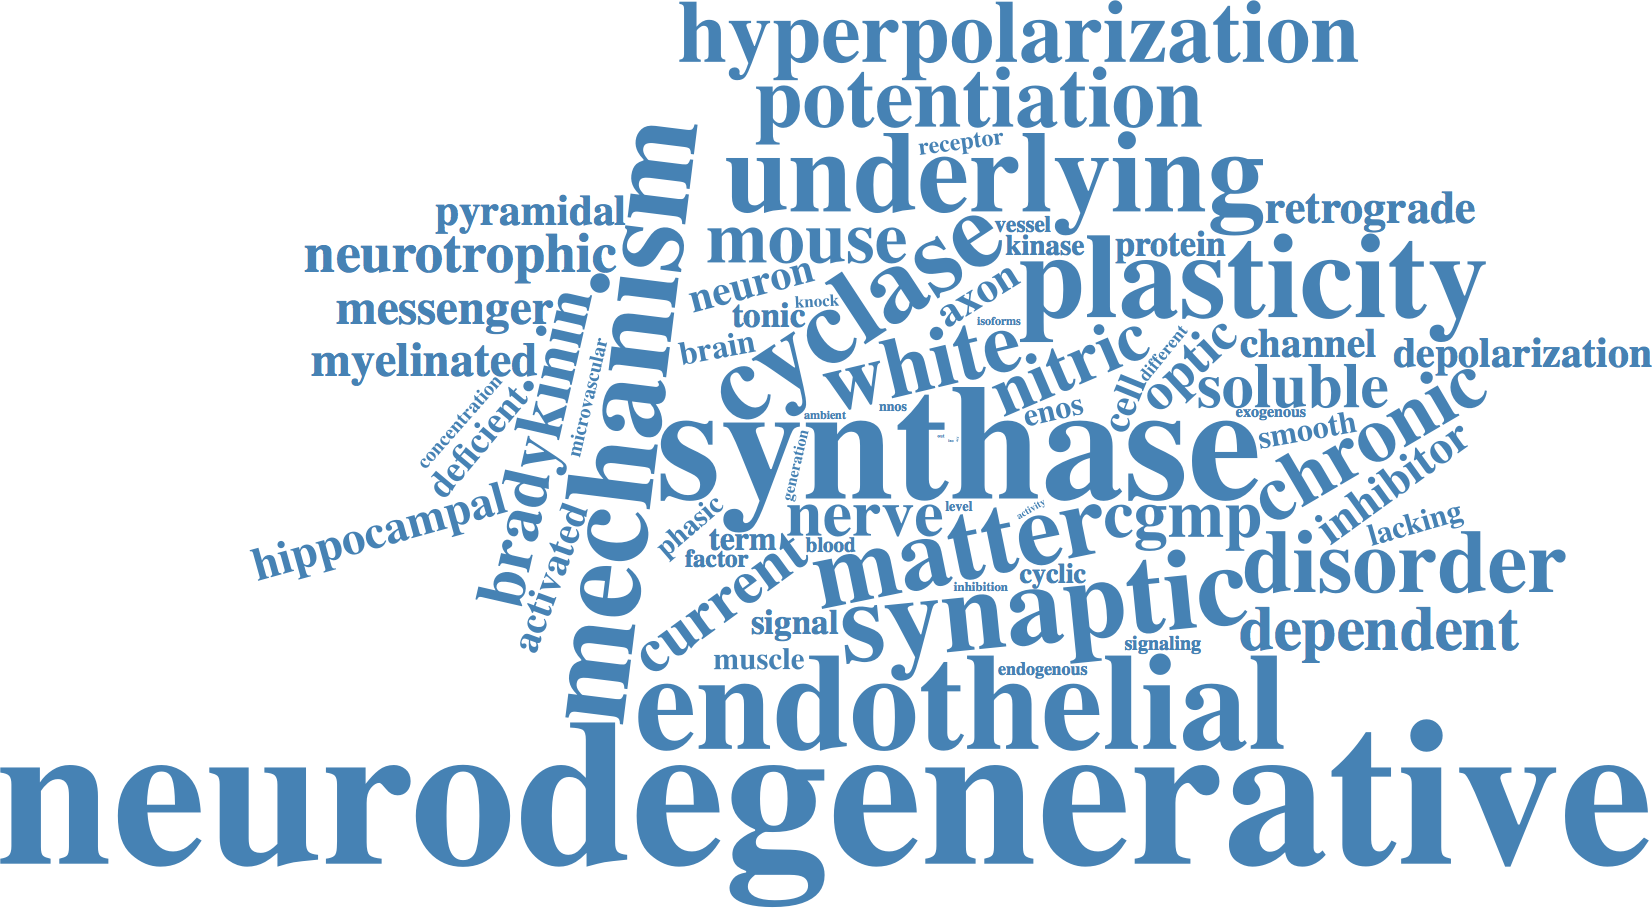 hyperpolarization
potentiation
receptor
underlying
pyramidal
retrograde
vessel
mouse
kinase
protein
neurotrophic
mechanism
cyclase
plasticity
neuron
axon
knock
messenger
tonic
isoforms
brain
white
nitric
different
optic
channel
depolarization
myelinated
bradykinin
microvascular
concentration
deficient
cell
soluble
nnos
ambient
enos
exogenous
smooth
chronic
synthase
inhibitor
generation
hippocampal
activated
phasic
nerve
level
activity
cgmp
lacking
term
blood
factor
current
matter
cyclic
inhibition
disorder
synaptic
signal
dependent
signaling
muscle
endogenous
endothelial
neurodegenerative